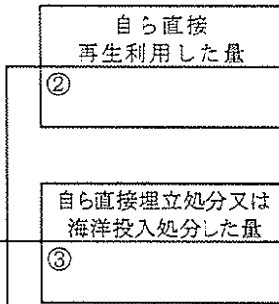 自ら直接
再生利用した量
②
自ら直接埋立処分又は
海洋投入処分した量
③